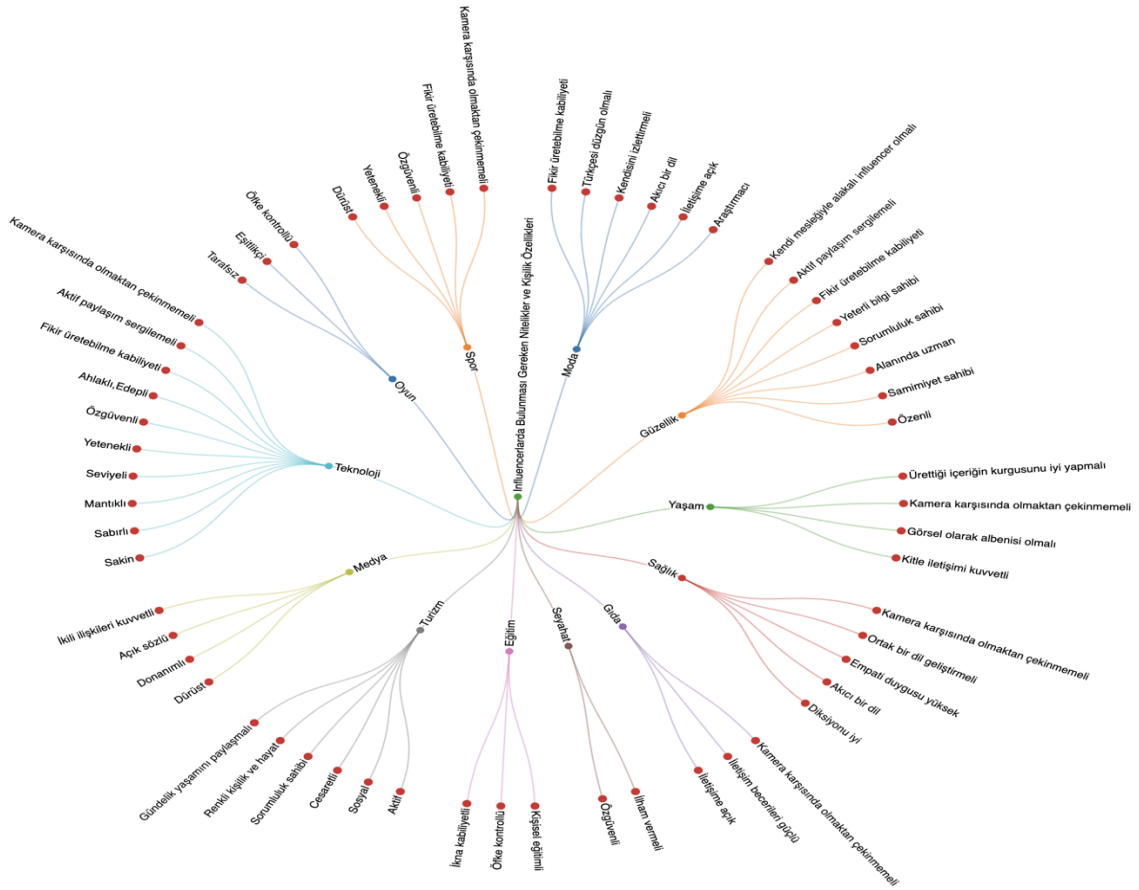 Influencerlarda Bulunması Gereken Nitelikler ve Kişilik Özellikleri
Moda
Fikir üretebilme kabiliyeti
Türkçesi düzgün olmalı
Kendisini izlettirmeli
Akıcı bir dil
İletişime açık
Araştırmacı
Güzellik
Kendi mesleğiyle alakalı influencer olmalı
Aktif paylaşım sergilemeli
Fikir üretebilme kabiliyeti
Yeterli bilgi sahibi
Sorumluluk sahibi
Alanında uzman
Samimiyet sahibi
Özenli
Yaşam
Ürettiği içeriğin kurgusunu iyi yapmalı
Kamera karşısında olmaktan çekinmemeli
Görsel olarak albenisi olmalı
Kitle iletişimi kuvvetli
Sağlık
Kamera karşısında olmaktan çekinmemeli
Ortak bir dil geliştirmeli
Empati duygusu yüksek
Akıcı bir dil
Diksiyonu iyi
Gıda
Kamera karşısında olmaktan çekinmemeli
İletişim becerileri güçlü
İletişime açık
Seyahat
İlham vermeli
Özgüvenli
Eğitim
Kişisel eğitimli
Öfke kontrollü
İkna kabiliyetli
Turizm
Aktif
Sosyal
Cesaretli
Sorumluluk sahibi
Renkli kişilik ve hayat
Gündelik yaşamını paylaşmalı
Medya
Dürüst
Donanımlı
Açık sözlü
İkili ilişkileri kuvvetli
Teknoloji
Sakin
Sabırlı
Mantıklı
Seviyeli
Yetenekli
Özgüvenli
Ahlaklı,Edepli
Fikir üretebilme kabiliyeti
Aktif paylaşım sergilemeli
Kamera karşısında olmaktan çekinmemeli
Oyun
Tarafsız
Eşitlikçi
Öfke kontrollü
Spor
Dürüst
Yetenekli
Özgüvenli
Fikir üretebilme kabiliyeti
Kamera karşısında olmaktan çekinmemeli